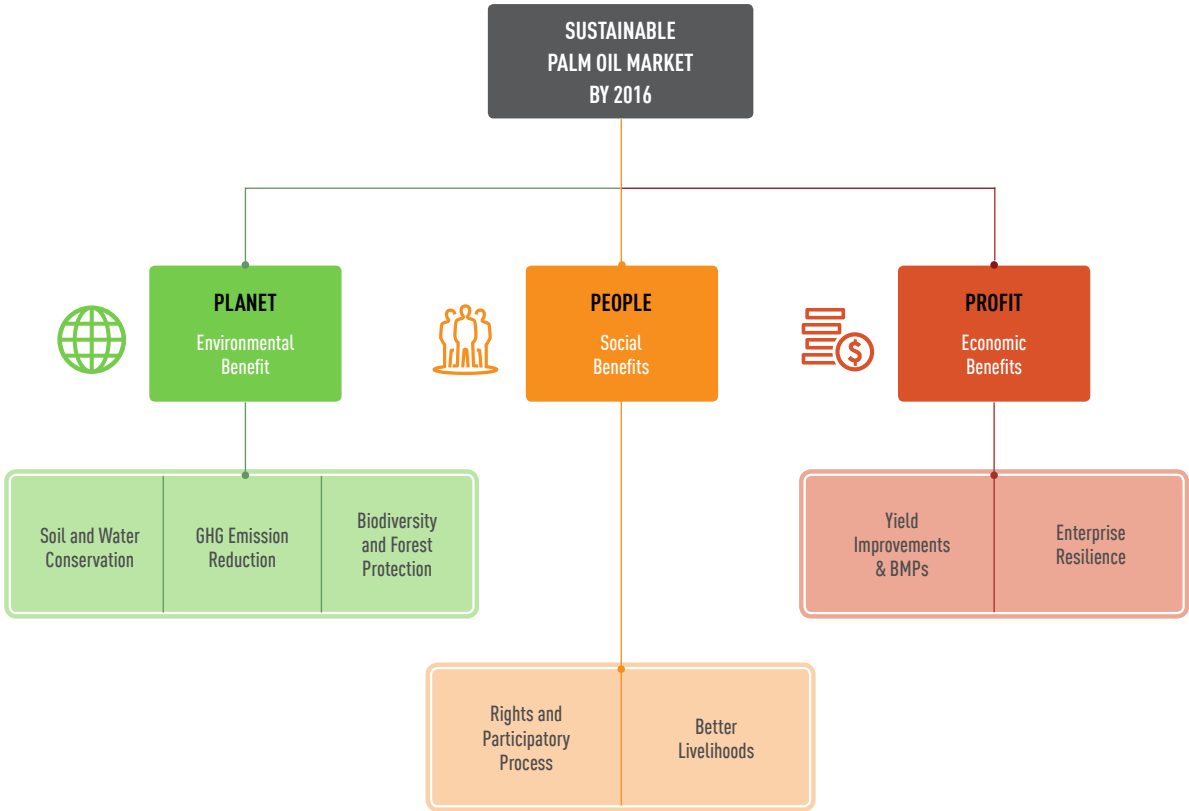 SUSTAINABLE
PALM OIL MARKET
BY 2016
PLANET
Environmental
Benefit
PEOPLE
Social
Benefits
PROFIT
$
Economic
Benefits
Soil and Water
Conservation
GHG Emission
Reduction
Biodiversity
and Forest
Protection
Yield
Improvements
& BMPs
Enterprise
Resilience
Rights and
Participatory
Process
Better
Livelihoods